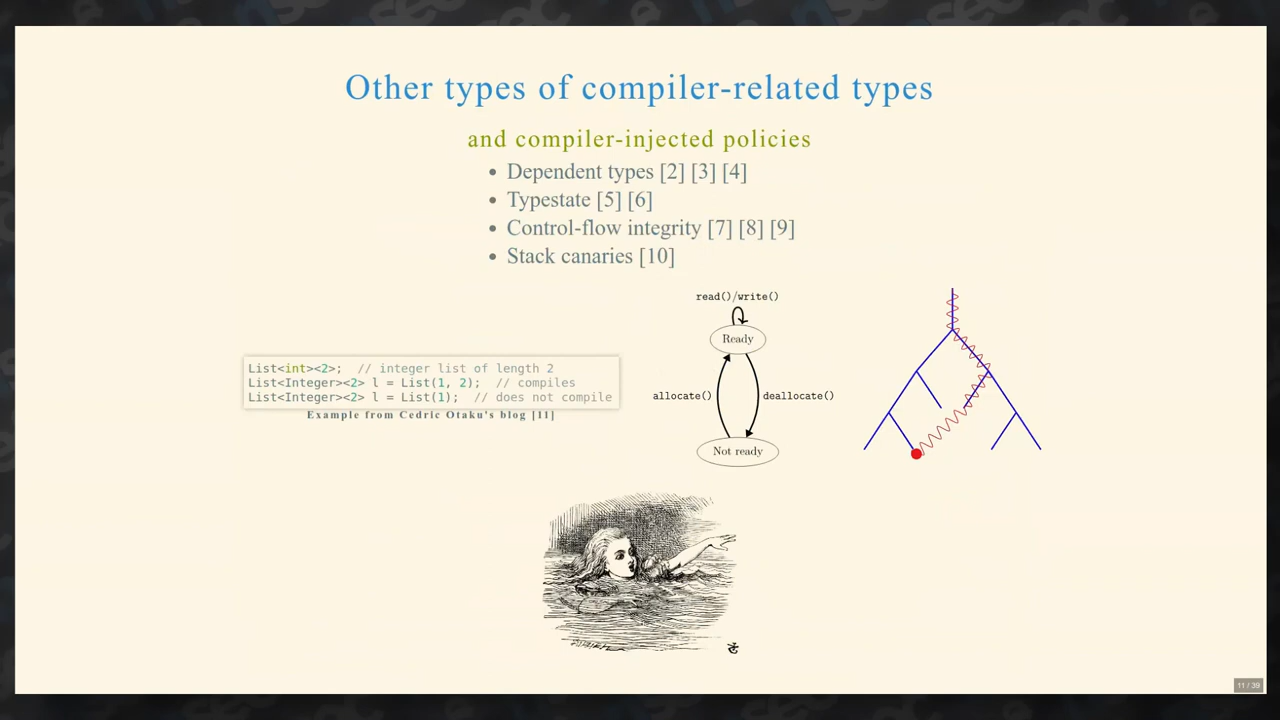 Other types of compiler-related types
and compiler-injected policies
• Dependent types [2] [3] [4]
• Typestate [5] [6]
• Control-flow integrity [7] [8] [9]
• Stack canaries [10]
List<int><2>;  // integer list of length 2
List<Integer><2> l = List(1, 2);  // compiles
List<Integer><2> l = List(1);  // does not compile
Example from Cedric Otaku's blog [11]
read()/write()
Ready
allocate()
deallocate()
Not ready
11 / 39